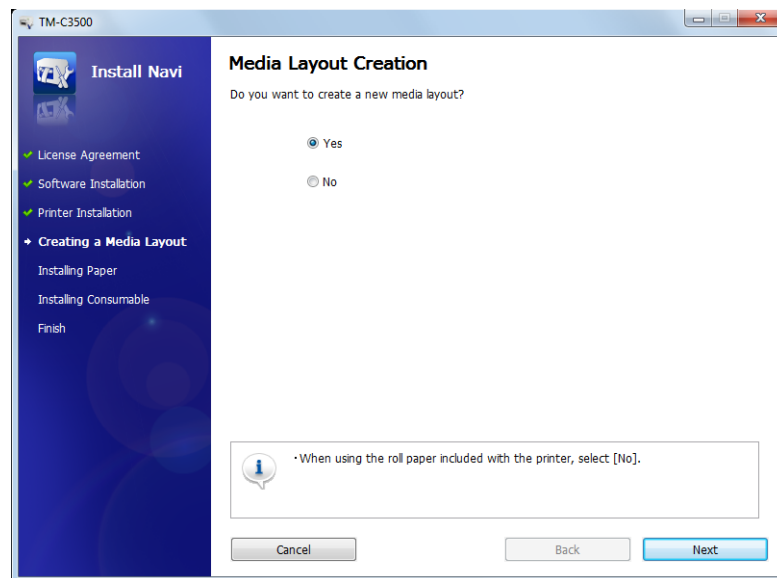 TM-C3500
Install Navi
License Agreement
Software Installation
Printer Installation
Creating a Media Layout
Installing Paper
Installing Consumable
Finish
Media Layout Creation
Do you want to create a new media layout?
Yes
No
・When using the roll paper included with the printer, select [No].
Cancel
Back
Next